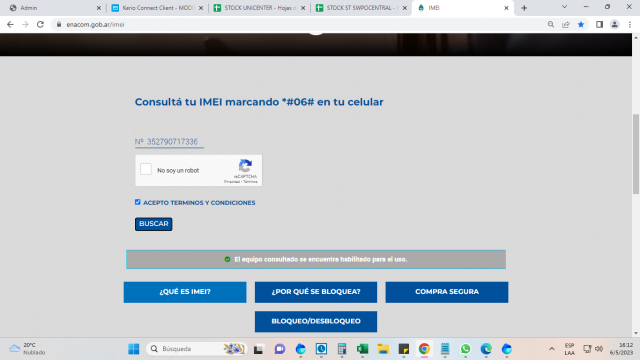 Admin
Kerio Connect Client - MODI
STOCK UNICENTER - Hojas d
STOCK ST SWPOCENTRAL -
IMEI
enacom.gob.ar/imei
Consultá tu IMEI marcando *#06# en tu celular
Nº 352790717336
No soy un robot
reCAPTCHA
Privacidad - Términos
ACEPTO TERMINOS Y CONDICIONES
BUSCAR
El equipo consultado se encuentra habilitado para el uso.
¿QUÉ ES IMEI?
¿POR QUÉ SE BLOQUEA?
COMPRA SEGURA
BLOQUEO/DESBLOQUEO
20°C
Nublado
Búsqueda
ESP
LAA
16:12
6/5/2023